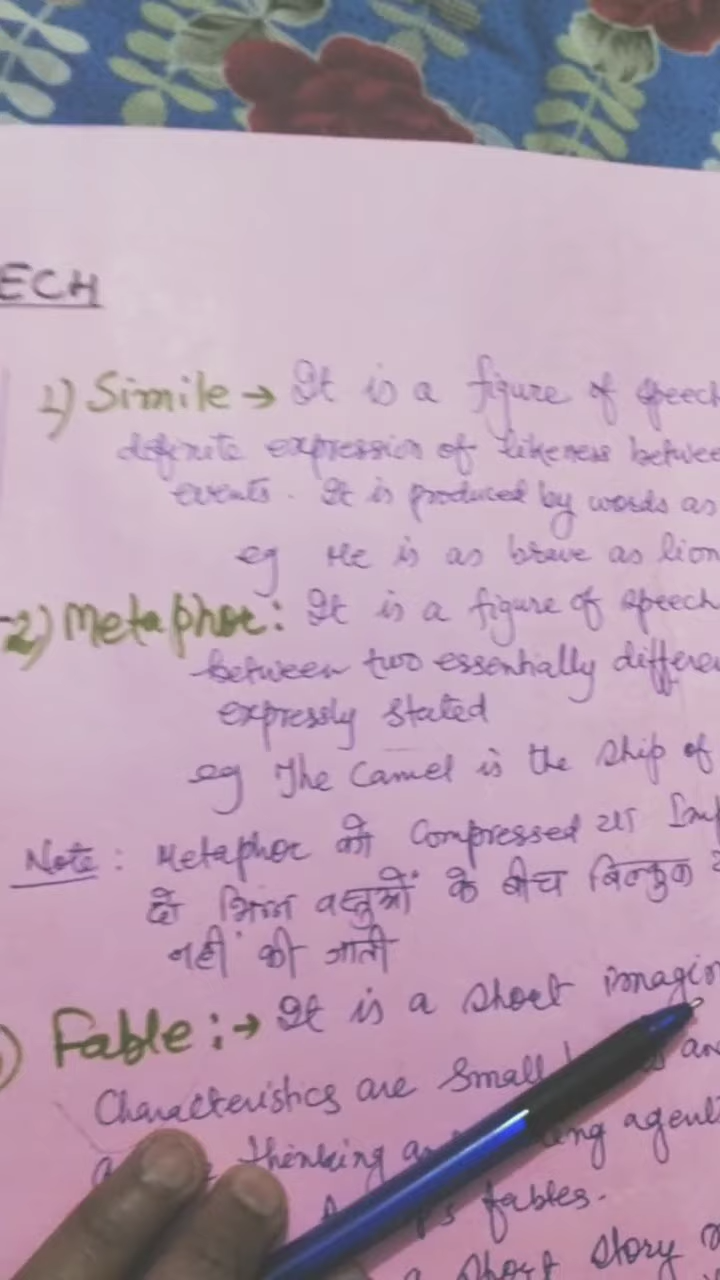 ECH
1) Simile → It is a figure of speech
definite expression of likeness betwee
events. It is produced by words as
eg He is as brave as lion
2) Metaphor: It is a figure of speech
between two essentially differe
expressly stated
eg The Camel is the ship of
Note: Metaphor को Compressed या Imp
दो भिन्न वस्तुओं के बीच बिल्कुल
नहीं की जाती
) Fable:→ It is a short imagin
Characteristics are small an
thinking agent
fables.
a short story